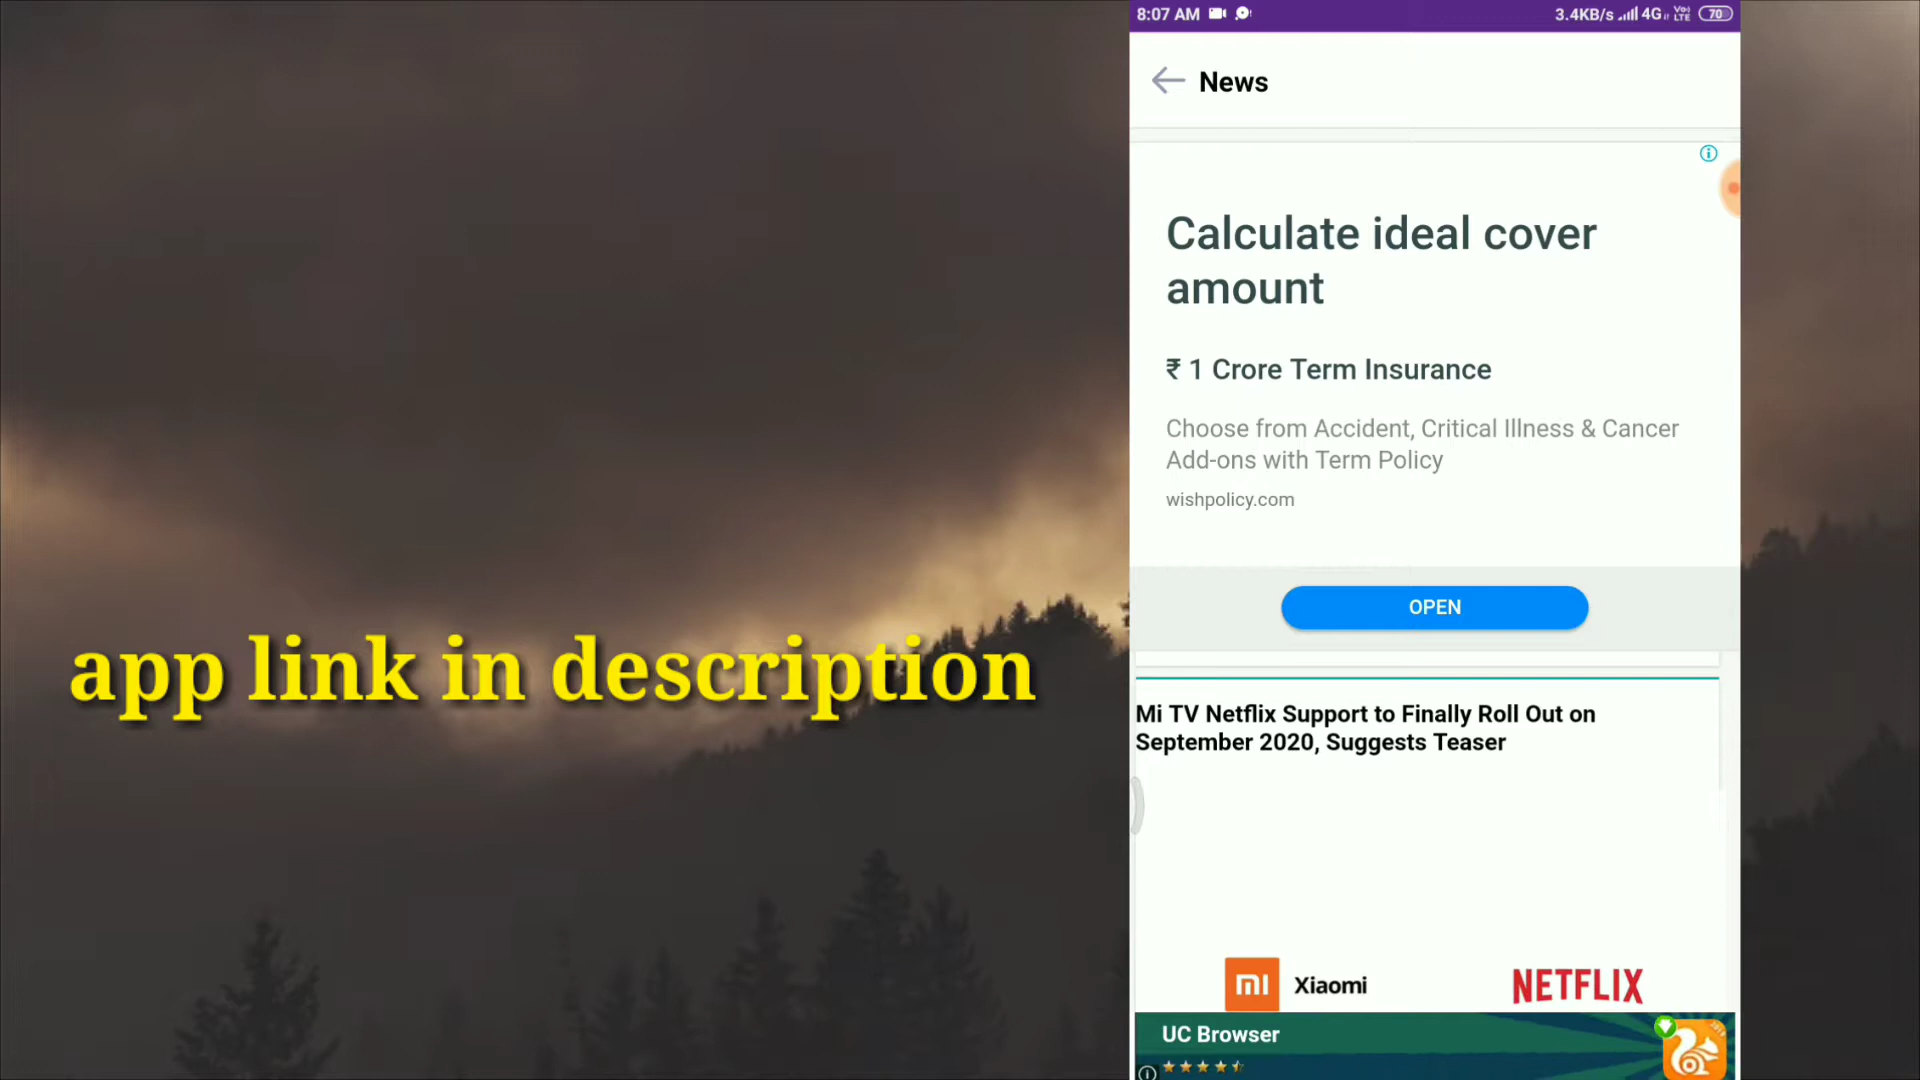 8:07 AM
3.4KB/s 4G Vo) LTE 70
News
Calculate ideal cover
amount
₹ 1 Crore Term Insurance
Choose from Accident, Critical Illness & Cancer
Add-ons with Term Policy
wishpolicy.com
OPEN
app link in description
Mi TV Netflix Support to Finally Roll Out on
September 2020, Suggests Teaser
mi Xiaomi
NETFLIX
UC Browser